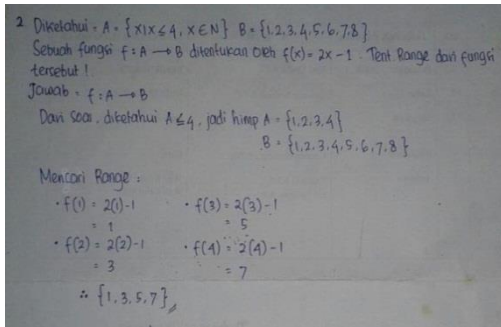 2 Diketahui = A = {x|x ≤ 4, x ∈ N} B = {1.2.3.4.5.6.7.8}
Sebuah fungsi f : A → B ditentukan oleh f(x) = 2x - 1. Tent. Range dari fungsi
tersebut !
Jawab = f : A → B
Dari soal, diketahui A ≤ 4, jadi himp A = {1.2.3.4}
B = {1.2.3.4.5.6.7.8}
Mencari Range :
• f(1) = 2(1)-1
= 1
• f(2) = 2(2)-1
= 3
• f(3) = 2(3)-1
= 5
• f(4) = 2(4)-1
= 7
∴ {1.3.5.7}